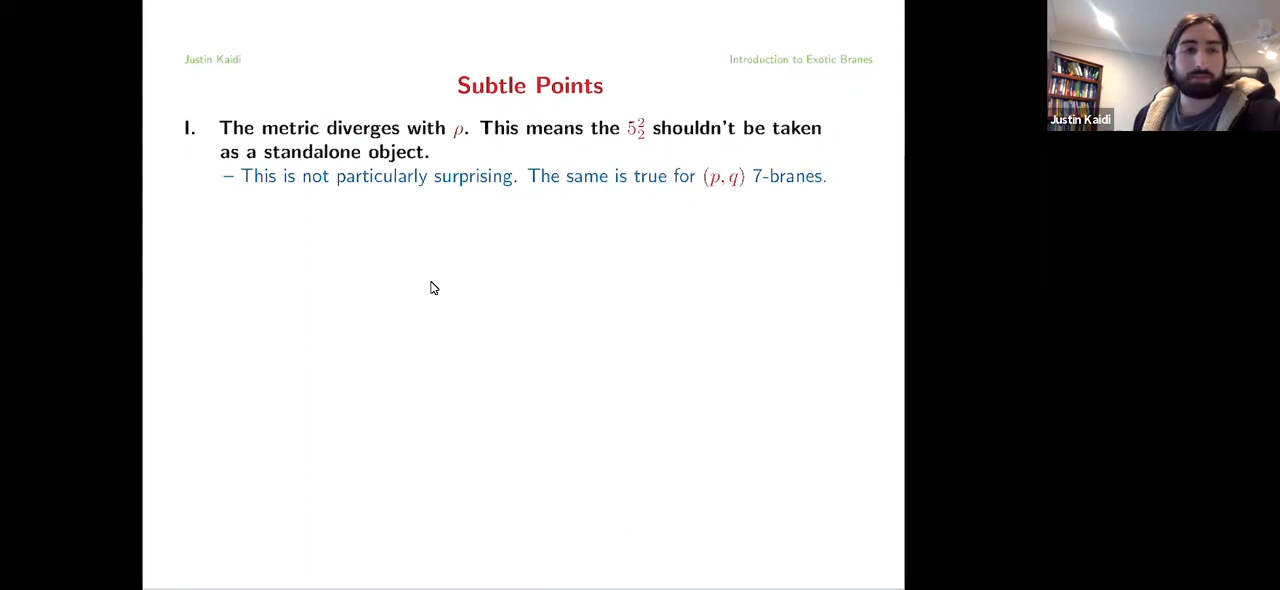 Justin Kaidi Introduction to Exotic Branes
Subtle Points
I. The metric diverges with ρ. This means the 5²₂ shouldn't be taken
as a standalone object.
– This is not particularly surprising. The same is true for (p, q) 7-branes.
Justin Kaidi